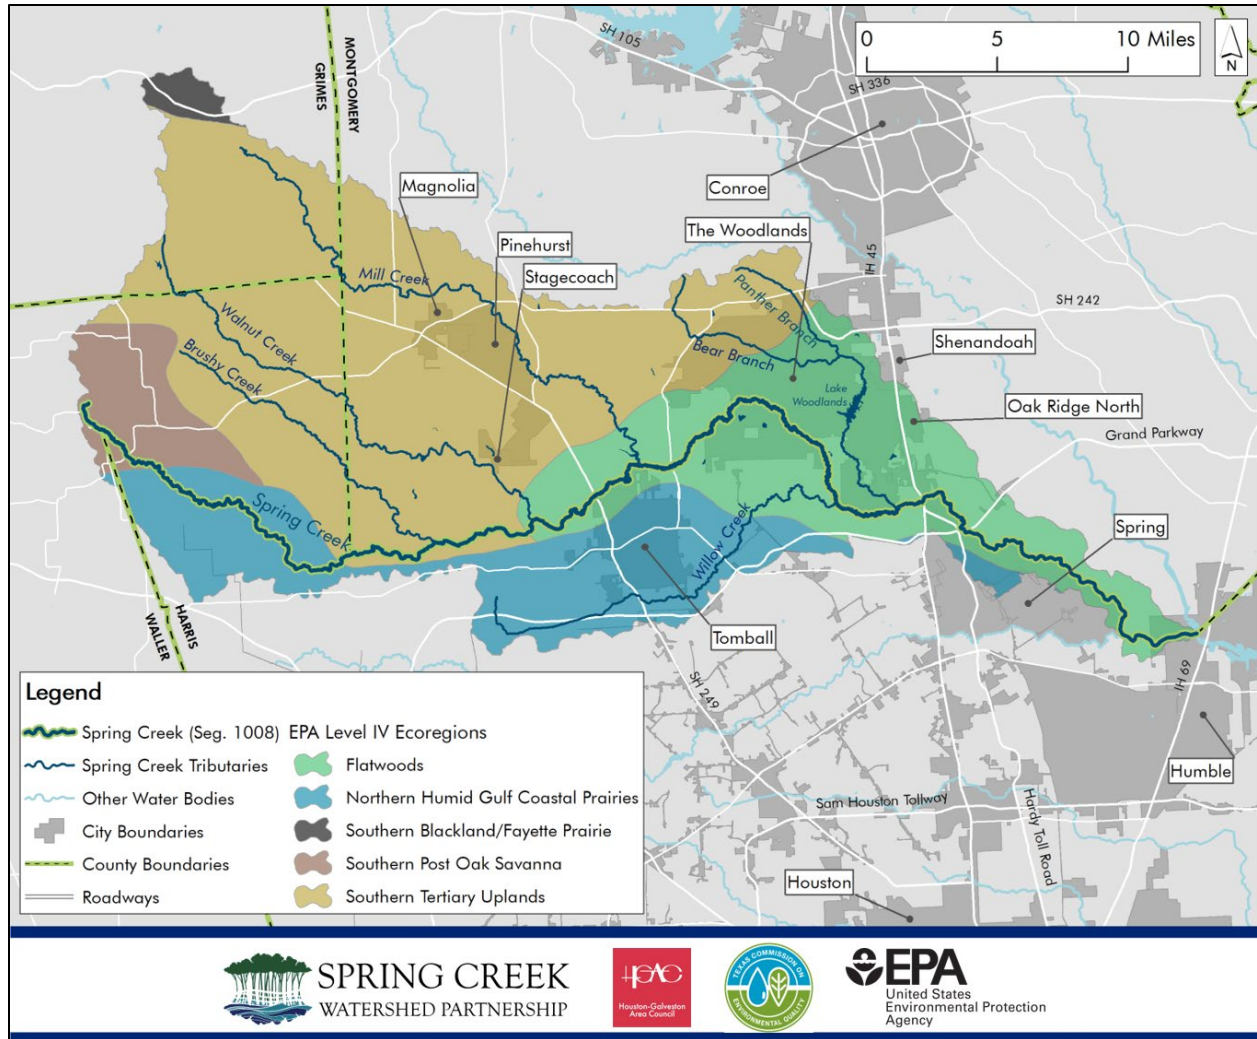 SH 105
0 5 10 Miles
N
MONTGOMERY
GRIMES
SH 336
Magnolia
Conroe
Pinehurst
The Woodlands
Stagecoach
IH 45
Mill Creek
Panther Branch
SH 242
Walnut Creek
Brushy Creek
Bear Branch
Shenandoah
Lake
Woodlands
Oak Ridge North
Grand Parkway
Spring Creek
Willow Creek
Spring
HARRIS
WALLER
Tomball
SH 249
IH 69
Humble
Sam Houston Tollway
Hardy Toll Road
Houston
Legend
Spring Creek (Seg. 1008)
Spring Creek Tributaries
Other Water Bodies
City Boundaries
County Boundaries
Roadways
EPA Level IV Ecoregions
Flatwoods
Northern Humid Gulf Coastal Prairies
Southern Blackland/Fayette Prairie
Southern Post Oak Savanna
Southern Tertiary Uplands
SPRING CREEK
WATERSHED PARTNERSHIP
HGAC
Houston-Galveston
Area Council
TEXAS COMMISSION ON
ENVIRONMENTAL QUALITY
EPA
United States
Environmental Protection
Agency